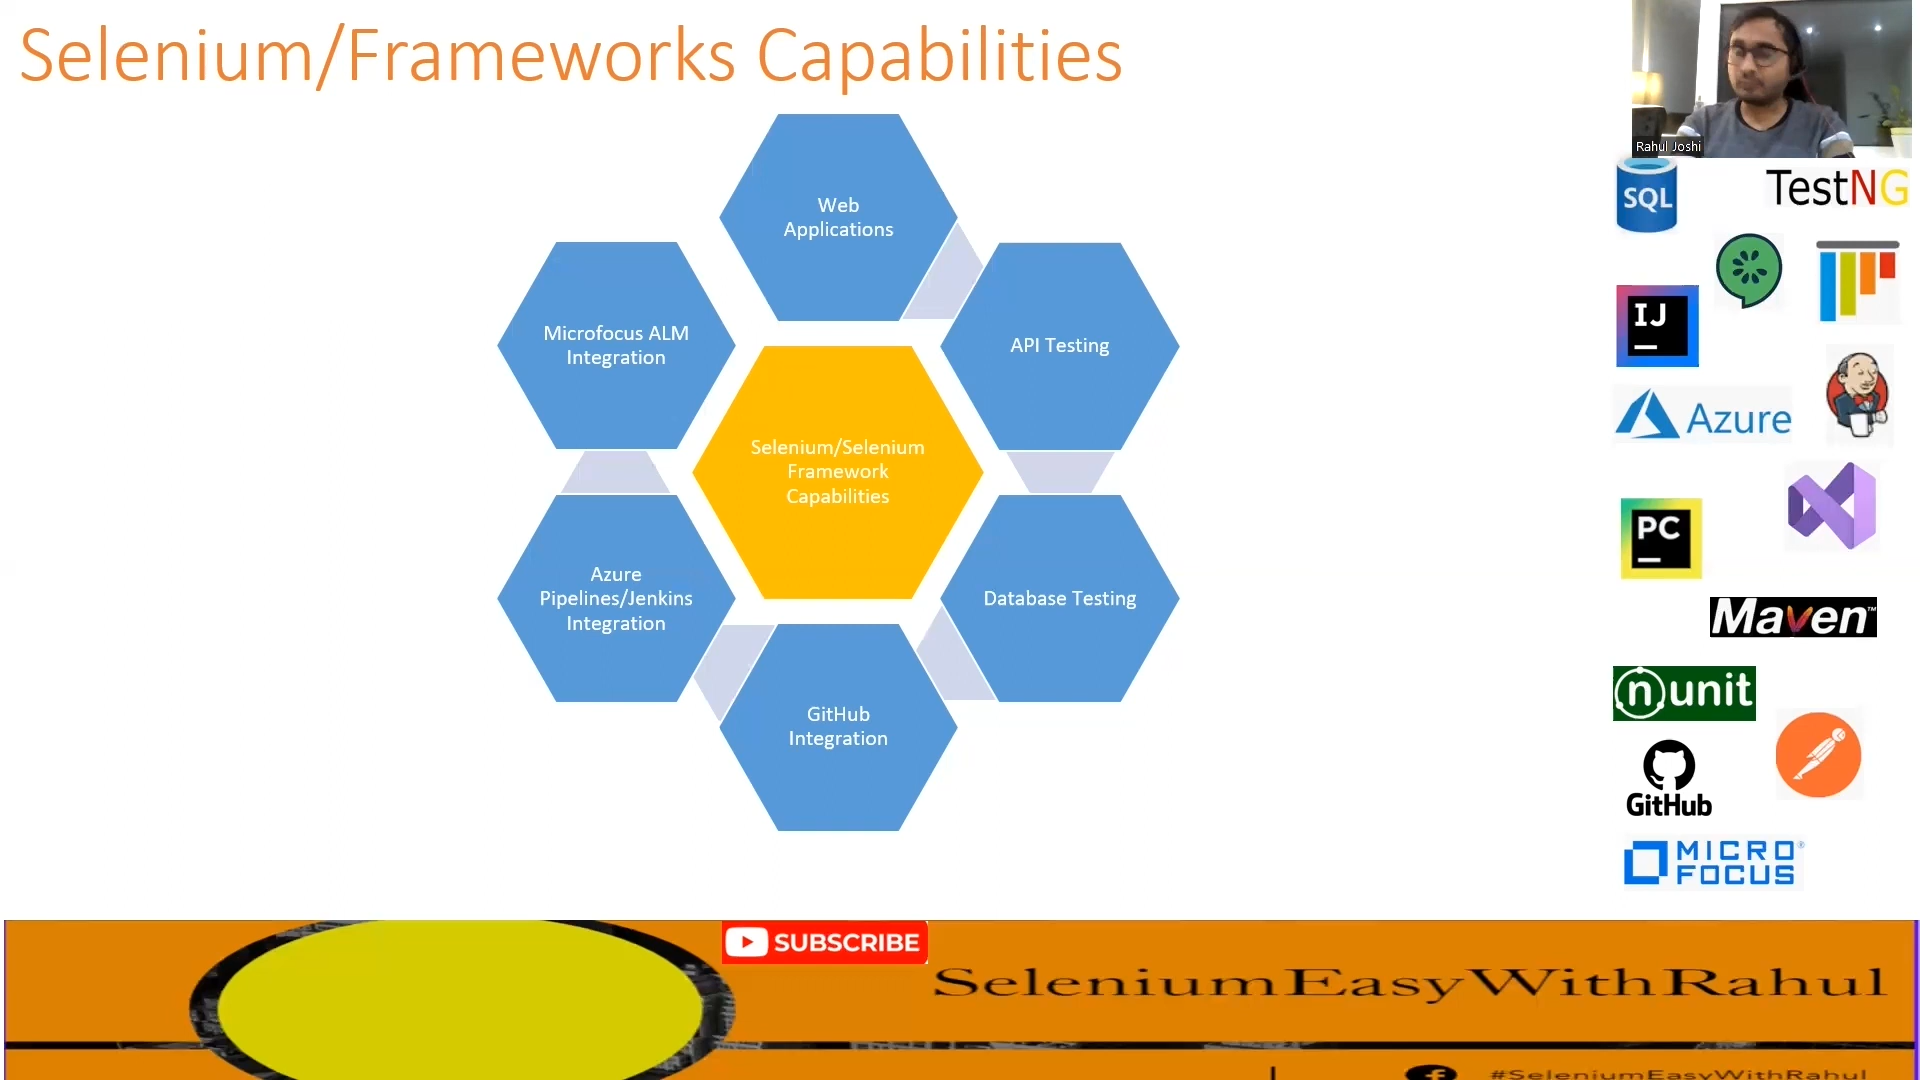 Selenium/Frameworks Capabilities
Rahul Joshi
Web
Applications
Microfocus ALM
Integration
API Testing
Selenium/Selenium
Framework
Capabilities
Azure
Pipelines/Jenkins
Integration
Database Testing
GitHub
Integration
SQL
TestNG
IJ
Azure
PC
Maven™
nunit
GitHub
MICRO
FOCUS®
SUBSCRIBE
SeleniumEasyWithRahul
f
#SeleniumEasyWithRahul